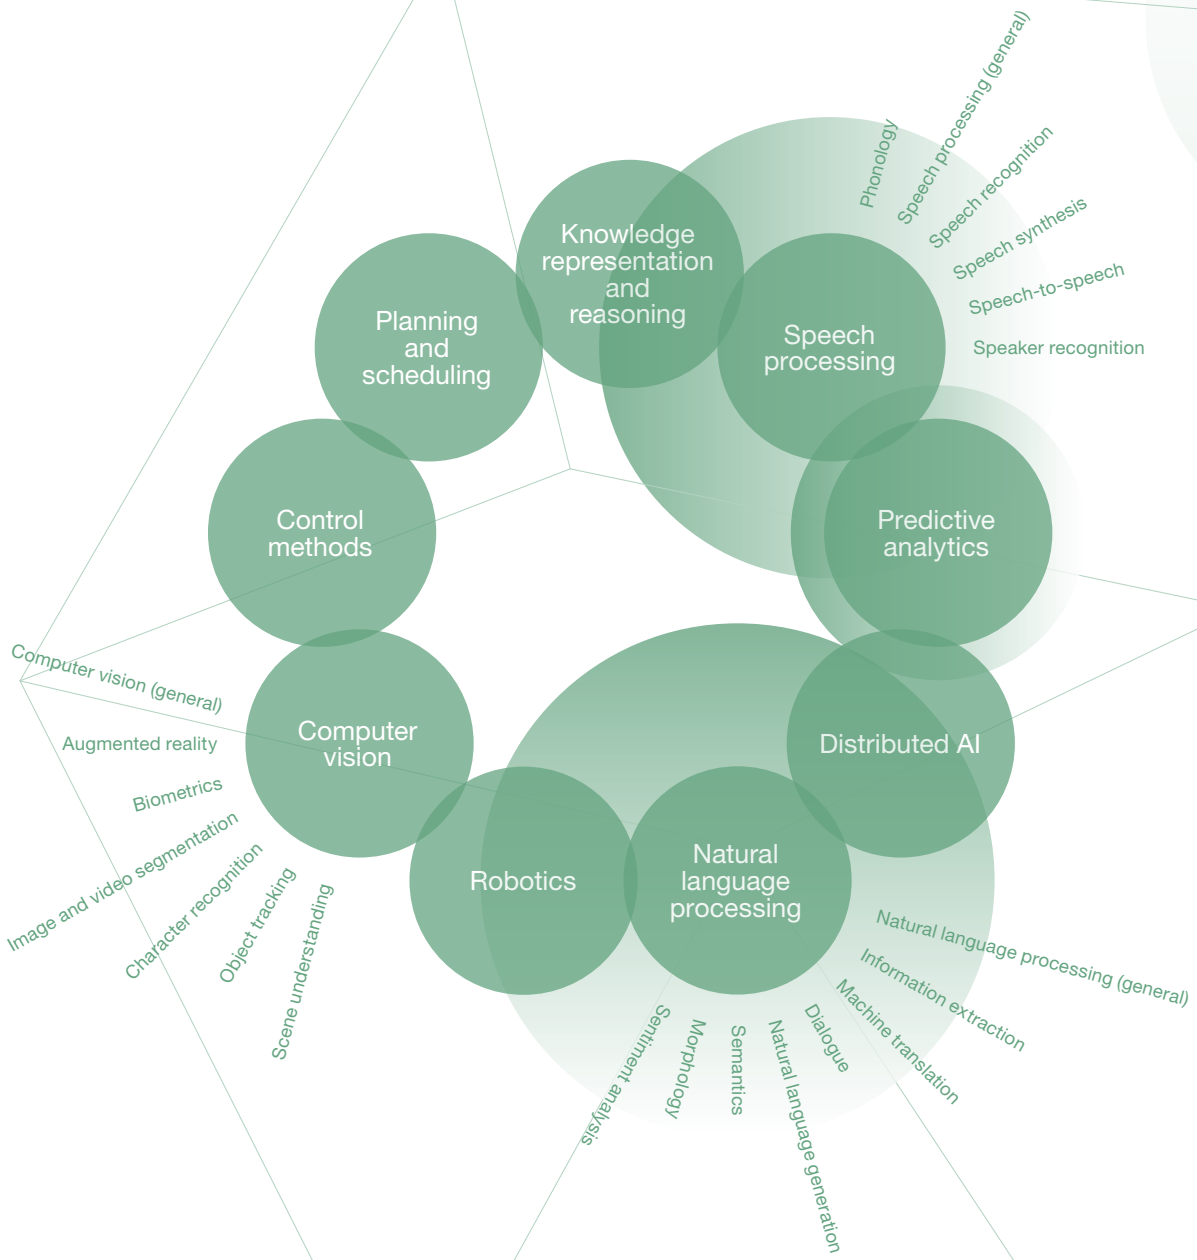 Phonology
Speech processing (general)
Speech recognition
Speech synthesis
Speech-to-speech
Speaker recognition
Knowledge
representation
and
reasoning
Planning
and
scheduling
Speech
processing
Control
methods
Predictive
analytics
Computer vision (general)
Augmented reality
Biometrics
Image and video segmentation
Character recognition
Object tracking
Scene understanding
Computer
vision
Distributed AI
Robotics
Natural
language
processing
Natural language processing (general)
Information extraction
Machine translation
Dialogue
Natural language generation
Semantics
Morphology
Sentiment analysis